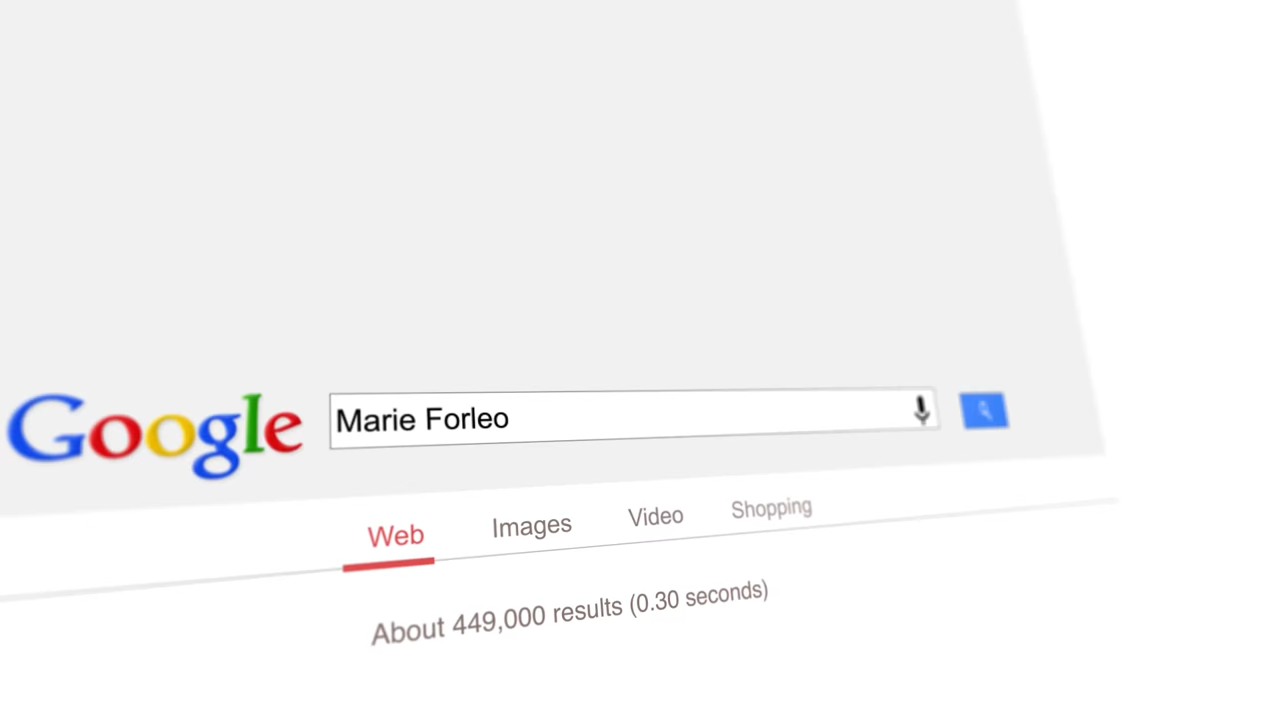 Google Marie Forleo
Web Images Video Shopping
About 449,000 results (0.30 seconds)